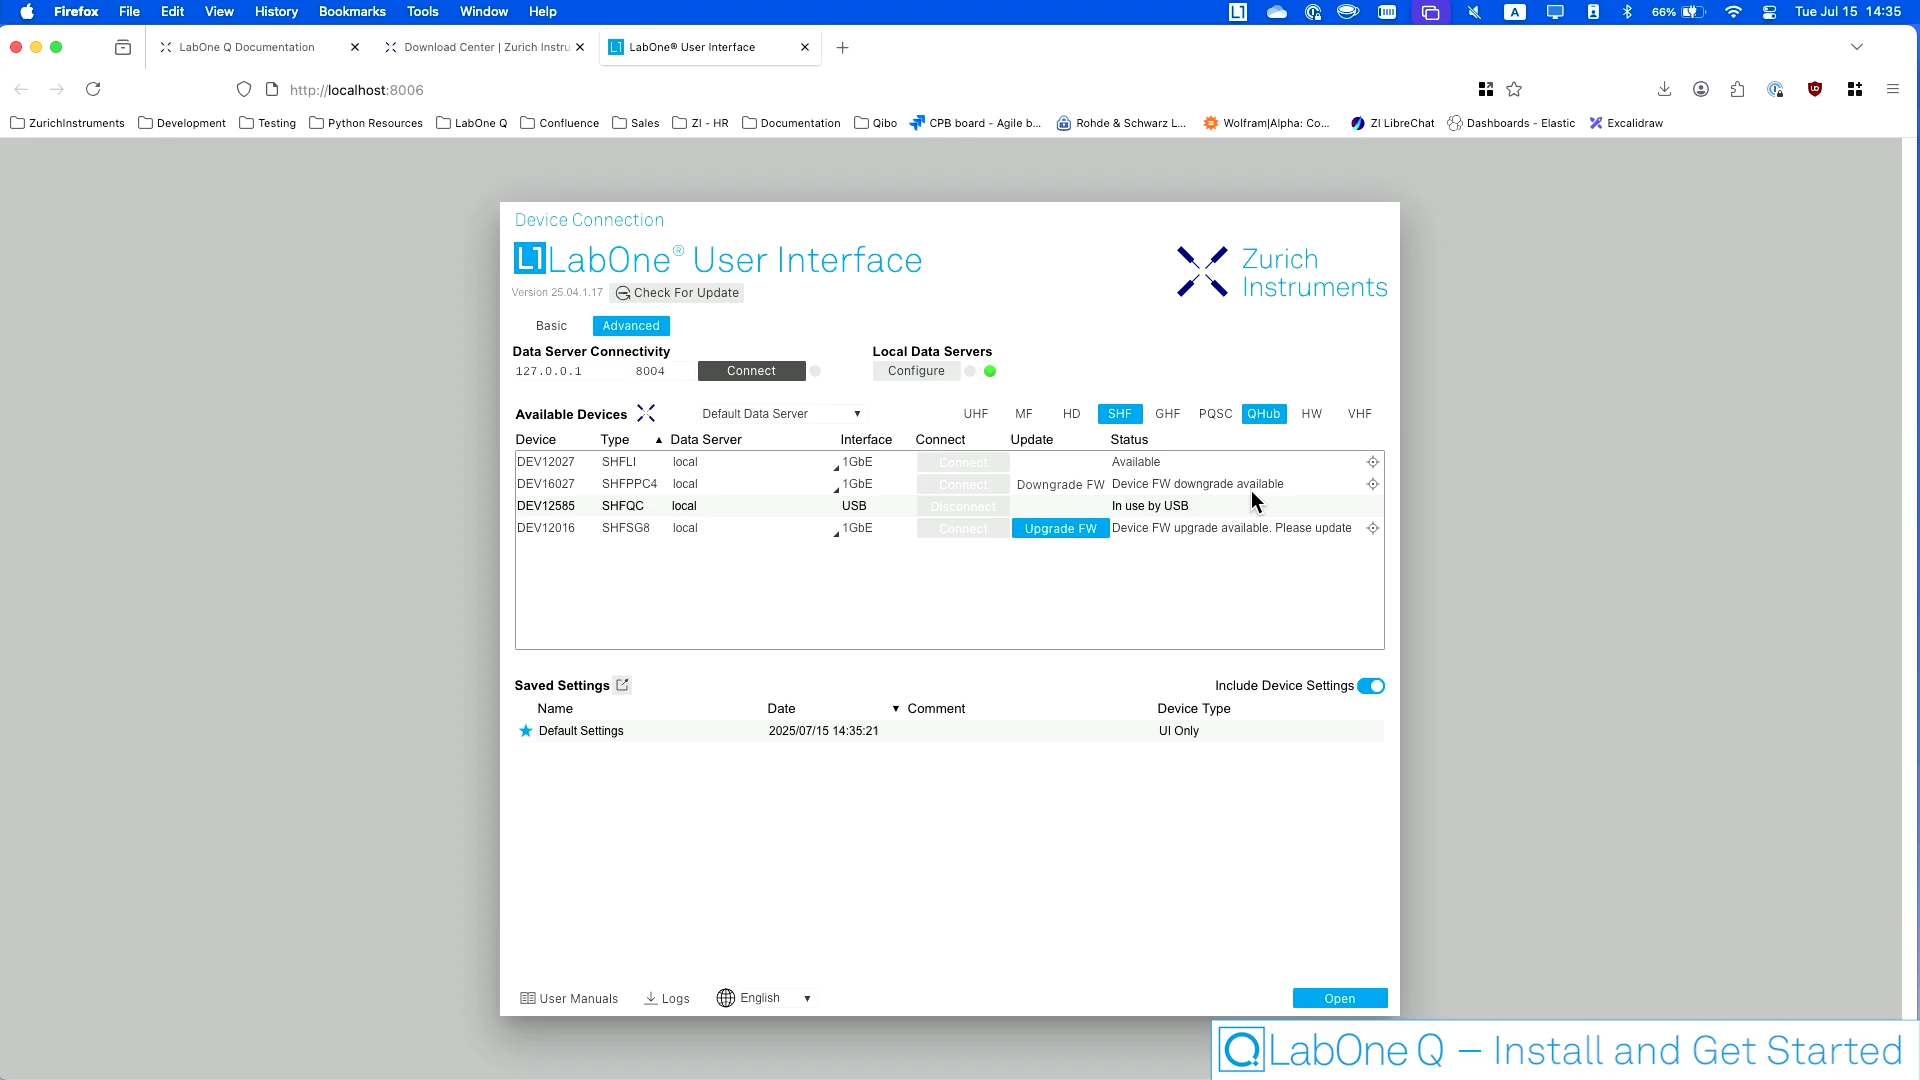 Firefox File Edit View History Bookmarks Tools Window Help A 66% Tue Jul 15 14:35
LabOne Q Documentation Download Center | Zurich Instru LabOne® User Interface
http://localhost:8006
ZurichInstruments Development Testing Python Resources LabOne Q Confluence Sales ZI - HR Documentation Qibo CPB board - Agile b... Rohde & Schwarz L... Wolfram|Alpha: Co... ZI LibreChat Dashboards - Elastic Excalidraw
Device Connection
L1 LabOne® User Interface
Zurich
Instruments
Version 25.04.1.17 Check For Update
Basic Advanced
Data Server Connectivity Local Data Servers
127.0.0.1 8004 Connect Configure
Available Devices Default Data Server UHF MF HD SHF GHF PQSC QHub HW VHF
Device Type Data Server Interface Connect Update Status
DEV12027 SHFLI local 1GbE Connect Available
DEV16027 SHFPPC4 local 1GbE Connect Downgrade FW Device FW downgrade available
DEV12585 SHFQC local USB Disconnect In use by USB
DEV12016 SHFSG8 local 1GbE Connect Upgrade FW Device FW upgrade available. Please update
Saved Settings Include Device Settings
Name Date Comment Device Type
Default Settings 2025/07/15 14:35:21 UI Only
User Manuals Logs English Open
LabOne Q – Install and Get Started